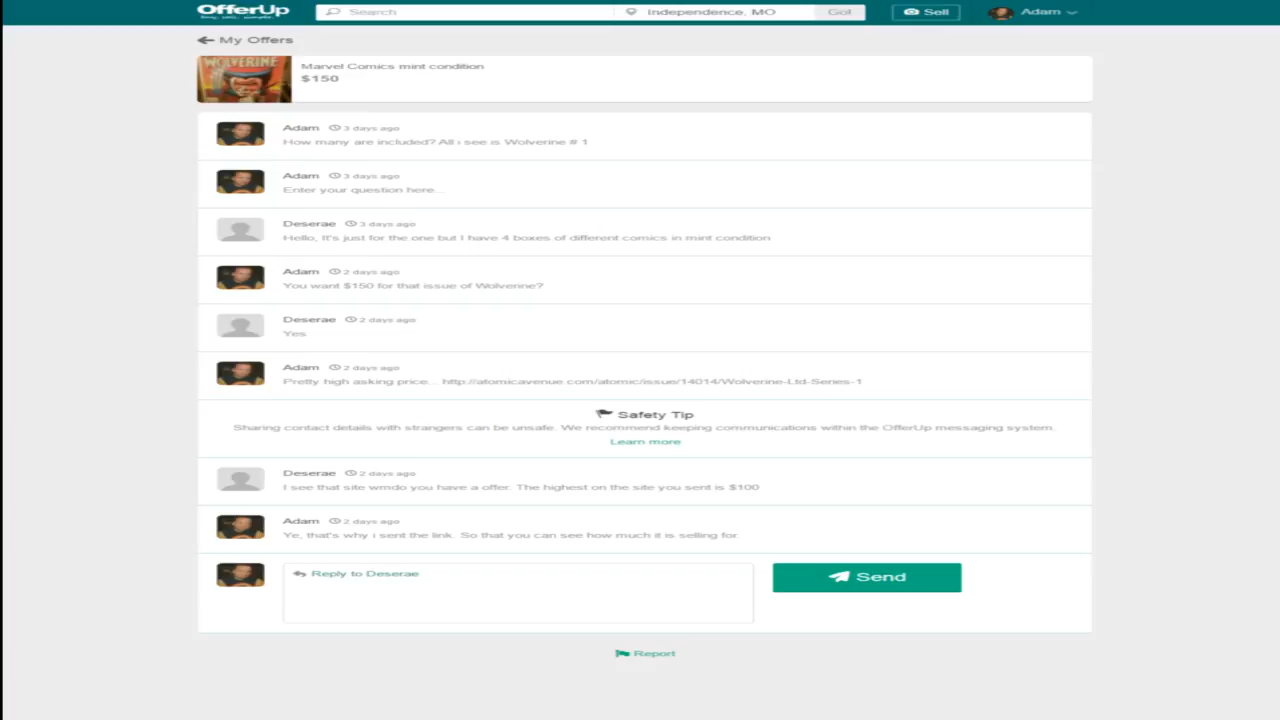 OfferUp
buy. sell. simple.
Search
Independence, MO
Go!
Sell
Adam
My Offers
WOLVERINE
Marvel Comics mint condition
$150
Adam 3 days ago
How many are included? All i see is Wolverine # 1
Adam 3 days ago
Enter your question here...
Deserae 3 days ago
Hello, It's just for the one but I have 4 boxes of different comics in mint condition
Adam 2 days ago
You want $150 for that issue of Wolverine?
Deserae 2 days ago
Yes
Adam 2 days ago
Pretty high asking price... http://atomicavenue.com/atomic/issue/14014/Wolverine-Ltd-Series-1
Safety Tip
Sharing contact details with strangers can be unsafe. We recommend keeping communications within the OfferUp messaging system.
Learn more
Deserae 2 days ago
I see that site wmdo you have a offer. The highest on the site you sent is $100
Adam 2 days ago
Ye, that's why i sent the link. So that you can see how much it is selling for.
Reply to Deserae
Send
Report